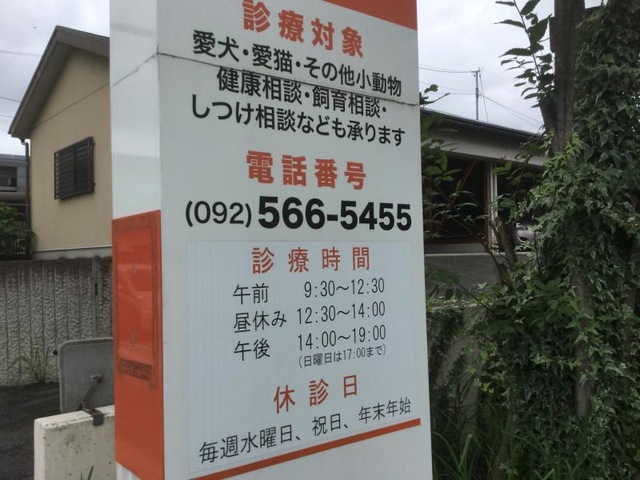 診療対象
愛犬・愛猫・その他小動物
健康相談・飼育相談・
しつけ相談なども承ります
電話番号
(092) 566-5455
診療時間
午前 9:30～12:30
昼休み 12:30～14:00
午後 14:00～19:00
(日曜日は17:00まで)
休診日
毎週水曜日、祝日、年末年始